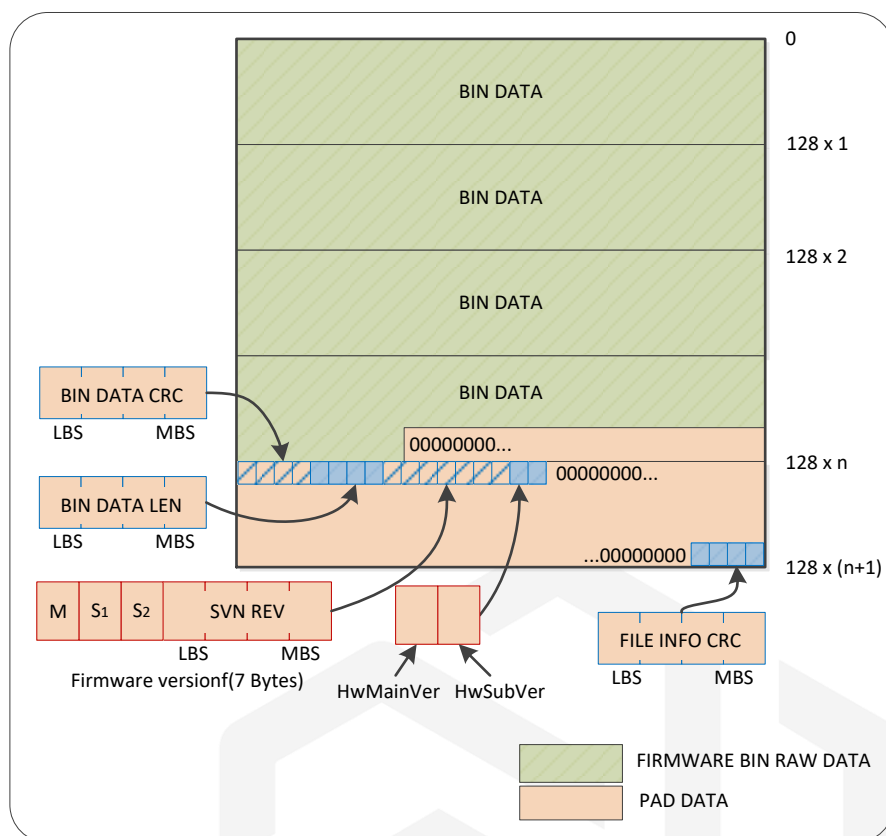 0
BIN DATA
128 x 1
BIN DATA
128 x 2
BIN DATA
BIN DATA
BIN DATA CRC
LBS MBS
00000000...
128 x n
00000000...
BIN DATA LEN
LBS MBS
...00000000
128 x (n+1)
M S1 S2 SVN REV
LBS MBS
Firmware versionf(7 Bytes)
HwMainVer HwSubVer
FILE INFO CRC
LBS MBS
FIRMWARE BIN RAW DATA
PAD DATA